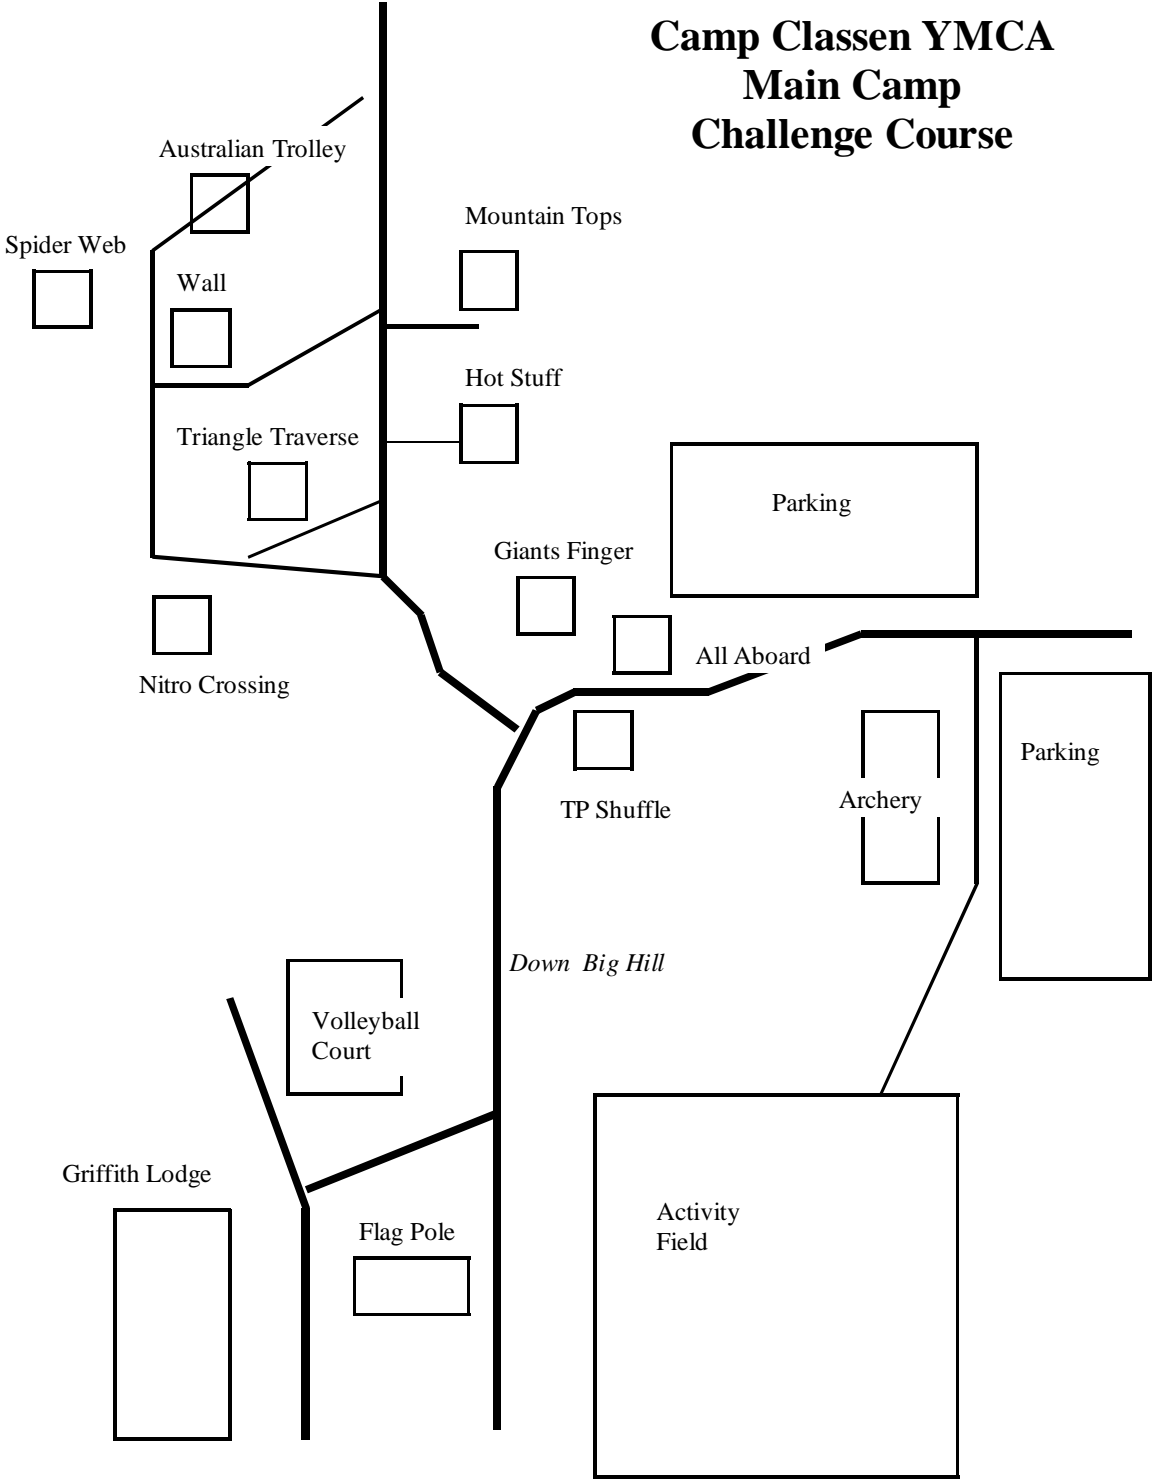 Camp Classen YMCA
Main Camp
Challenge Course
Australian Trolley
Mountain Tops
Spider Web
Wall
Hot Stuff
Triangle Traverse
Parking
Giants Finger
All Aboard
Nitro Crossing
Parking
Archery
TP Shuffle
Down Big Hill
Volleyball
Court
Griffith Lodge
Activity
Field
Flag Pole